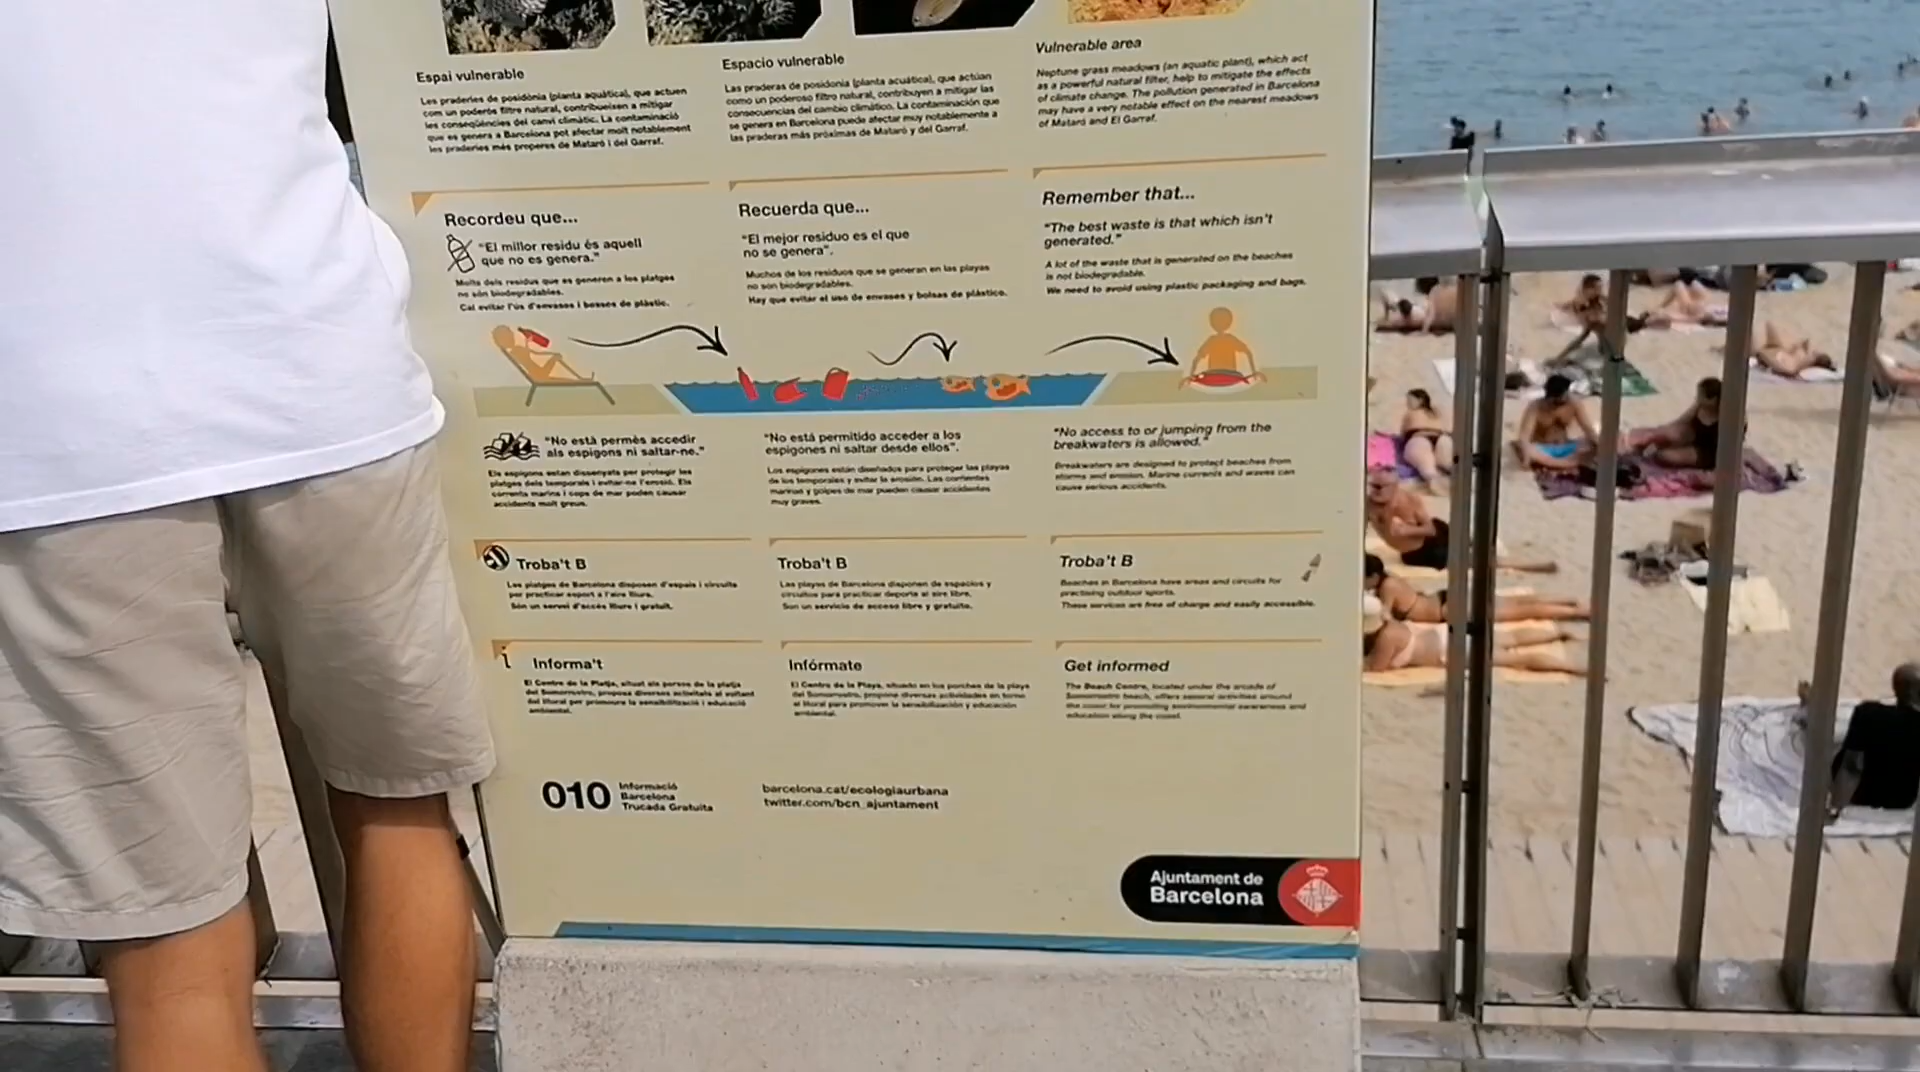 Espai vulnerable
Les praderies de posidònia (planta aquàtica), que actuen
com un poderós filtre natural, contribueixen a mitigar
les conseqüències del canvi climàtic. La contaminació
que es genera a Barcelona pot afectar molt notablement
les praderies més properes de Mataró i del Garraf.
Espacio vulnerable
Las praderas de posidonia (planta acuática), que actúan
como un poderoso filtro natural, contribuyen a mitigar las
consecuencias del cambio climático. La contaminación que
se genera en Barcelona puede afectar muy notablemente a
las praderas más próximas de Mataró y del Garraf.
Vulnerable area
Neptune grass meadows (an aquatic plant), which act
as a powerful natural filter, help to mitigate the effects
of climate change. The pollution generated in Barcelona
may have a very notable effect on the nearest meadows
of Mataró and El Garraf.
Recordeu que...
"El millor residu és aquell
que no es genera."
Molts dels residus que es generen a les platges
no són biodegradables.
Cal evitar l'ús d'envasos i bosses de plàstic.
Recuerda que...
"El mejor residuo es el que
no se genera".
Muchos de los residuos que se generan en las playas
no son biodegradables.
Hay que evitar el uso de envases y bolsas de plástico.
Remember that...
"The best waste is that which isn't
generated."
A lot of the waste that is generated on the beaches
is not biodegradable.
We need to avoid using plastic packaging and bags.
"No està permès accedir
als espigons ni saltar-ne."
Els espigons estan dissenyats per protegir les
platges dels temporals i evitar-ne l'erosió. Els
corrents marins i cops de mar poden causar
accidents molt greus.
"No está permitido acceder a los
espigones ni saltar desde ellos".
Los espigones están diseñados para proteger las playas
de los temporales y evitar la erosión. Las corrientes
marinas y golpes de mar pueden causar accidentes
muy graves.
"No access to or jumping from the
breakwaters is allowed."
Breakwaters are designed to protect beaches from
storms and erosion. Marine currents and waves can
cause serious accidents.
Troba't B
Les platges de Barcelona disposen d'espais i circuits
per practicar esport a l'aire lliure.
Són un servei d'accés lliure i gratuït.
Troba't B
Las playas de Barcelona disponen de espacios y
circuitos para practicar deporte al aire libre.
Son un servicio de acceso libre y gratuito.
Troba't B
Beaches in Barcelona have areas and circuits for
practising outdoor sports.
These services are free of charge and easily accessible.
i Informa't
El Centre de la Platja, situat als porxos de la platja
del Somorrostro, proposa diverses activitats al voltant
del litoral per promoure la sensibilització i educació
ambiental.
Infórmate
El Centro de la Playa, situado en los porches de la playa
del Somorrostro, propone diversas actividades en torno
al litoral para promover la sensibilización y educación
ambiental.
Get informed
The Beach Centre, located under the arcade of
Somorrostro beach, offers several activities around
the coast for promoting environmental awareness and
education along the coast.
010
Informació
Barcelona
Trucada Gratuïta
barcelona.cat/ecologiaurbana
twitter.com/bcn_ajuntament
Ajuntament de
Barcelona